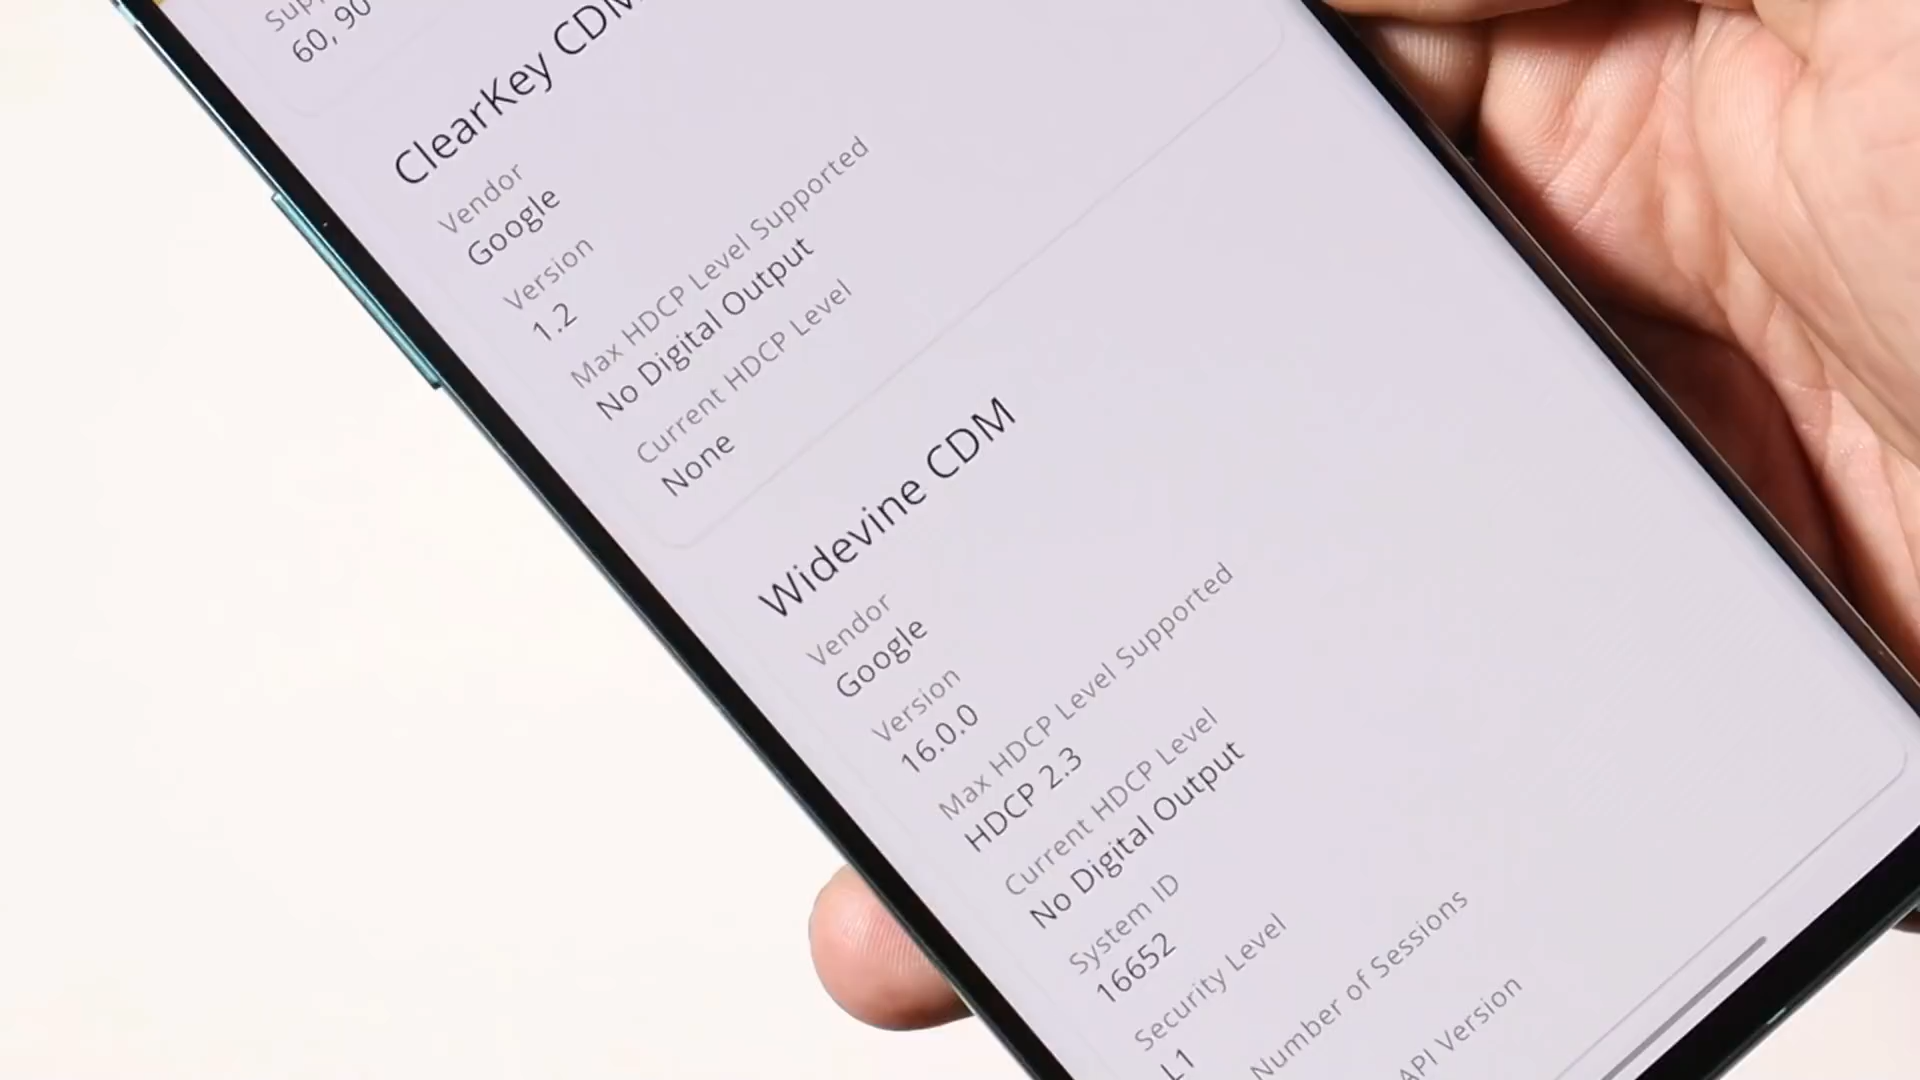 60, 90
ClearKey CDM
Vendor
Google
Version
1.2
Max HDCP Level Supported
No Digital Output
Current HDCP Level
None
Widevine CDM
Vendor
Google
Version
16.0.0
Max HDCP Level Supported
HDCP 2.3
Current HDCP Level
No Digital Output
System ID
16652
Security Level
L1
Number of Sessions
API Version